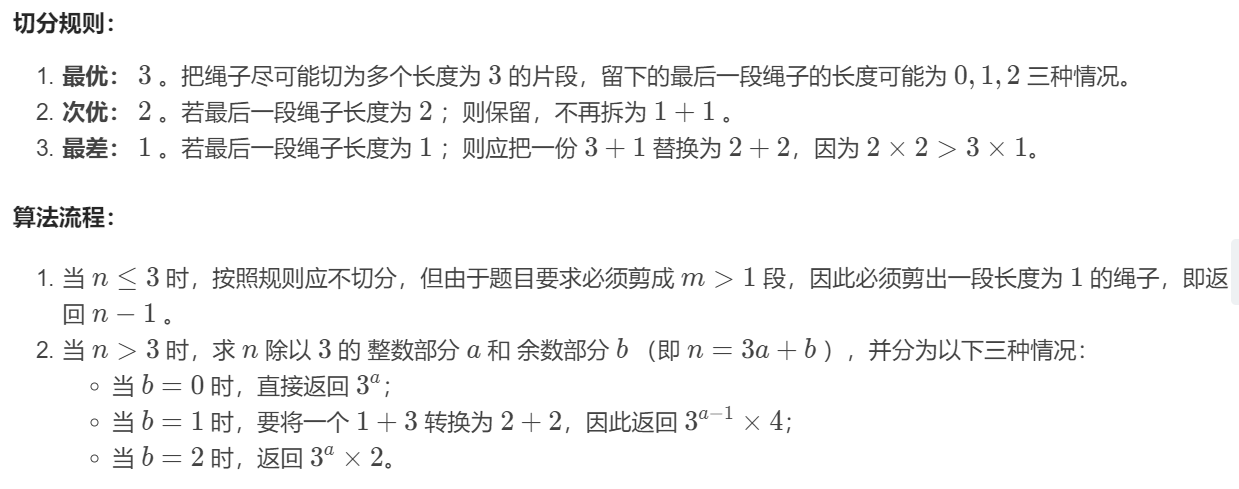 切分规则：
1. 最优： 3 。把绳子尽可能切为多个长度为 3 的片段，留下的最后一段绳子的长度可能为 0, 1, 2 三种情况。
2. 次优： 2 。若最后一段绳子长度为 2 ；则保留，不再拆为 1 + 1 。
3. 最差： 1 。若最后一段绳子长度为 1 ；则应把一份 3 + 1 替换为 2 + 2，因为 2 × 2 > 3 × 1。
算法流程：
1. 当 n ≤ 3 时，按照规则应不切分，但由于题目要求必须剪成 m > 1 段，因此必须剪出一段长度为 1 的绳子，即返
回 n − 1 。
2. 当 n > 3 时，求 n 除以 3 的 整数部分 a 和 余数部分 b （即 n = 3a + b ），并分为以下三种情况：
○ 当 b = 0 时，直接返回 3^a；
○ 当 b = 1 时，要将一个 1 + 3 转换为 2 + 2，因此返回 3^{a−1} × 4；
○ 当 b = 2 时，返回 3^a × 2。